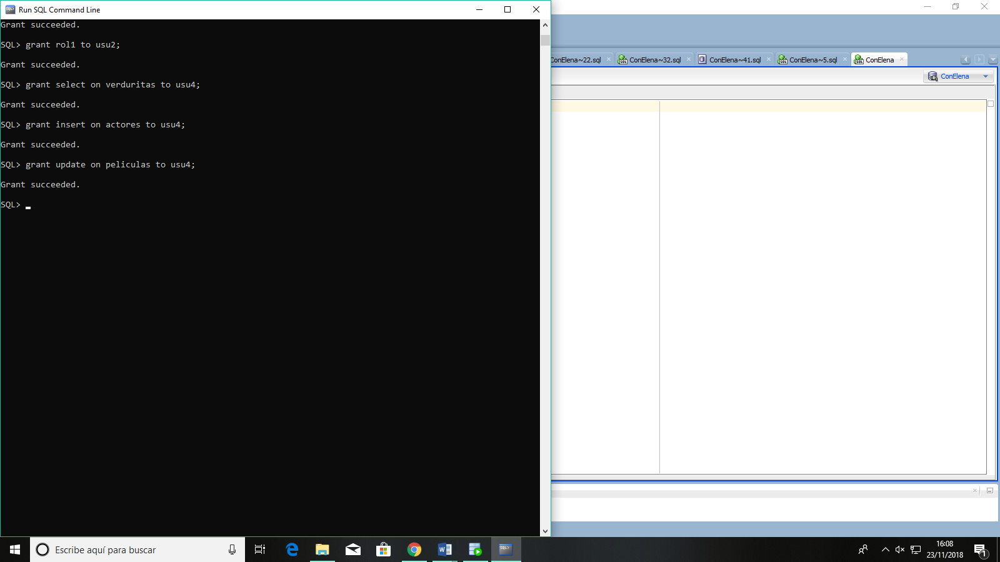 Run SQL Command Line
Grant succeeded.
SQL> grant rol1 to usu2;
Grant succeeded.
SQL> grant select on verduritas to usu4;
Grant succeeded.
SQL> grant insert on actores to usu4;
Grant succeeded.
SQL> grant update on peliculas to usu4;
Grant succeeded.
SQL>
ConElena~22.sql
ConElena~32.sql
ConElena~41.sql
ConElena~5.sql
ConElena
ConElena
Escribe aquí para buscar
16:08
23/11/2018
1